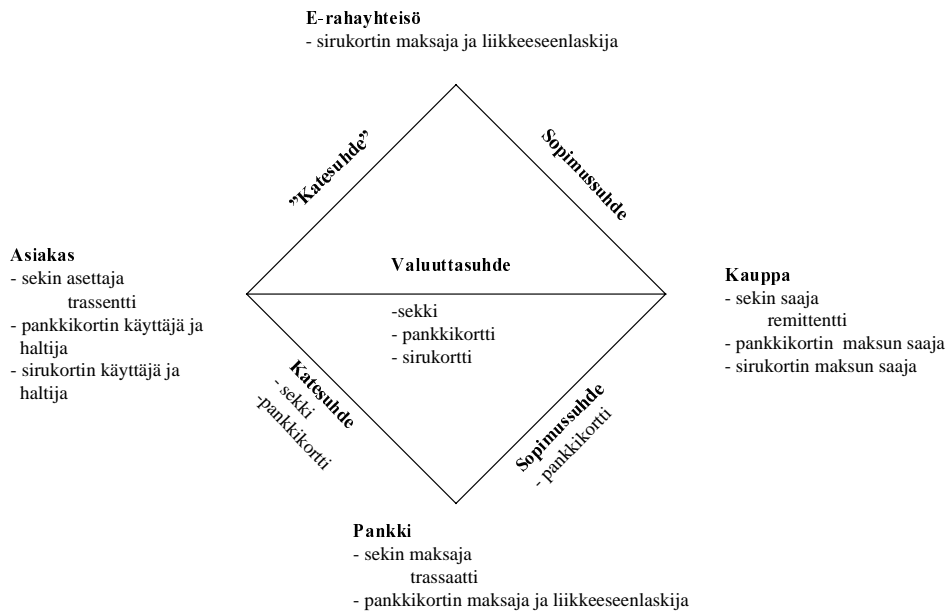 E-rahayhteisö
- sirukortin maksaja ja liikkeeseenlaskija
”Katesuhde”
Sopimussuhde
Asiakas
- sekin asettaja
trassentti
- pankkikortin käyttäjä ja
haltija
- sirukortin käyttäjä ja
haltija
Valuuttasuhde
-sekki
- pankkikortti
- sirukortti
Kauppa
- sekin saaja
remittentti
- pankkikortin maksun saaja
- sirukortin maksun saaja
Katesuhde
- sekki
-pankkikortti
Sopimussuhde
- pankkikortti
Pankki
- sekin maksaja
trassaatti
- pankkikortin maksaja ja liikkeeseenlaskija